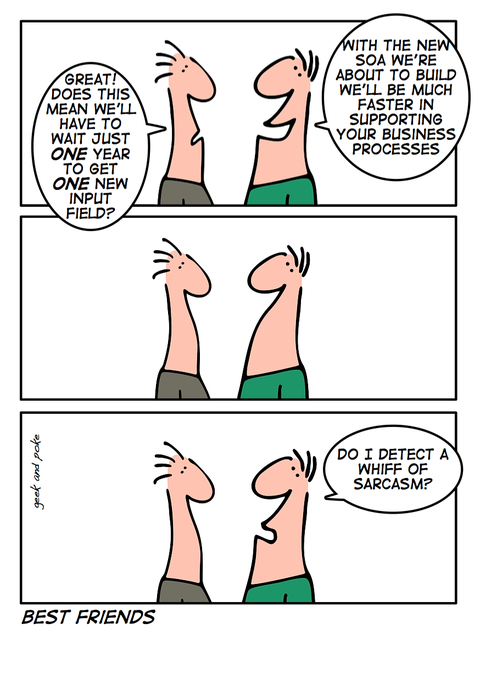 WITH THE NEW
SOA WE'RE
ABOUT TO BUILD
WE'LL BE MUCH
FASTER IN
SUPPORTING
YOUR BUSINESS
PROCESSES
GREAT!
DOES THIS
MEAN WE'LL
HAVE TO
WAIT JUST
ONE YEAR
TO GET
ONE NEW
INPUT
FIELD?
DO I DETECT A
WHIFF OF
SARCASM?
geek and poke
BEST FRIENDS